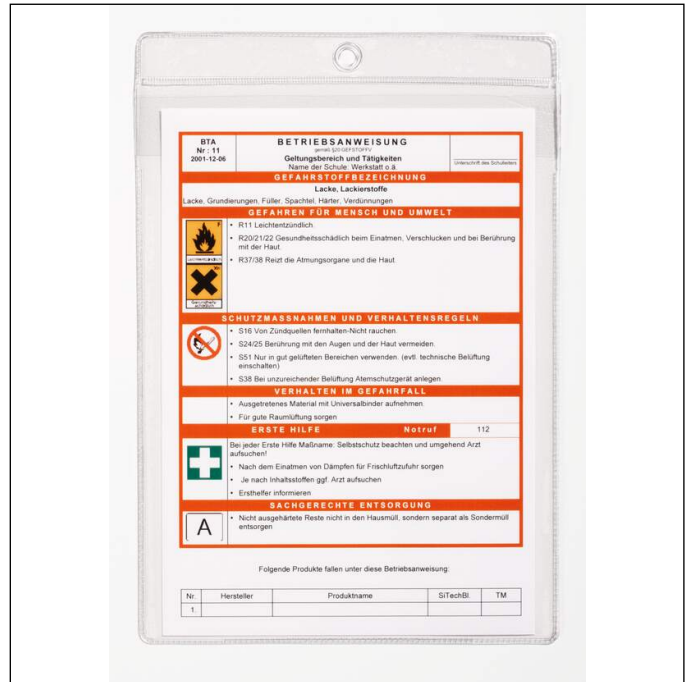 BTA
Nr : 11
2001-12-06
BETRIEBSANWEISUNG
gemäß §20 GEFSTOFFV
Geltungsbereich und Tätigkeiten
Name der Schule: Werkstatt o.ä.
Unterschrift des Schulleiters
GEFAHRSTOFFBEZEICHNUNG
Lacke, Lackierstoffe
Lacke, Grundierungen, Füller, Spachtel, Härter, Verdünnungen
GEFAHREN FÜR MENSCH UND UMWELT
F
Leichtentzündlich
Xn
Gesundheits-
schädlich
• R11 Leichtentzündlich
• R20/21/22 Gesundheitsschädlich beim Einatmen, Verschlucken und bei Berührung
mit der Haut
• R37/38 Reizt die Atmungsorgane und die Haut
SCHUTZMASSNAHMEN UND VERHALTENSREGELN
• S16 Von Zündquellen fernhalten-Nicht rauchen
• S24/25 Berührung mit den Augen und der Haut vermeiden.
• S51 Nur in gut gelüfteten Bereichen verwenden. (evtl. technische Belüftung
einschalten)
• S38 Bei unzureichender Belüftung Atemschutzgerät anlegen
VERHALTEN IM GEFAHRFALL
• Ausgetretenes Material mit Universalbinder aufnehmen.
• Für gute Raumlüftung sorgen
ERSTE HILFE Notruf 112
Bei jeder Erste Hilfe Maßname: Selbstschutz beachten und umgehend Arzt
aufsuchen!
• Nach dem Einatmen von Dämpfen für Frischluftzufuhr sorgen
• Je nach Inhaltsstoffen ggf. Arzt aufsuchen
• Ersthelfer informieren
SACHGERECHTE ENTSORGUNG
A
• Nicht ausgehärtete Reste nicht in den Hausmüll, sondern separat als Sondermüll
entsorgen
Folgende Produkte fallen unter diese Betriebsanweisung:
Nr. Hersteller Produktname SiTechBl. TM
1.